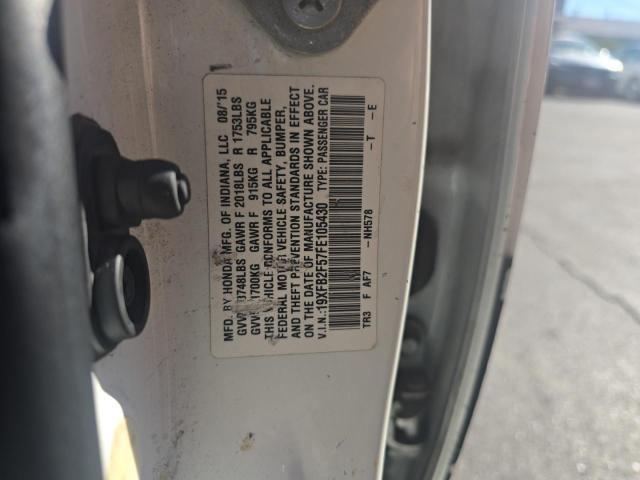 MFD. BY HONDA MFG. OF INDIANA, LLC 08/'15
GVWR 3748LBS GAWR F 2018LBS R 1753LBS
GVWR 1700KG GAWR F 915KG R 795KG
THIS VEHICLE CONFORMS TO ALL APPLICABLE
FEDERAL MOTOR VEHICLE SAFETY, BUMPER,
AND THEFT PREVENTION STANDARDS IN EFFECT
ON THE DATE OF MANUFACTURE SHOWN ABOVE.
V.I.N.:19XFB2F57FE105430 TYPE: PASSENGER CAR
TR3 F AF7 -NH578 -T -E